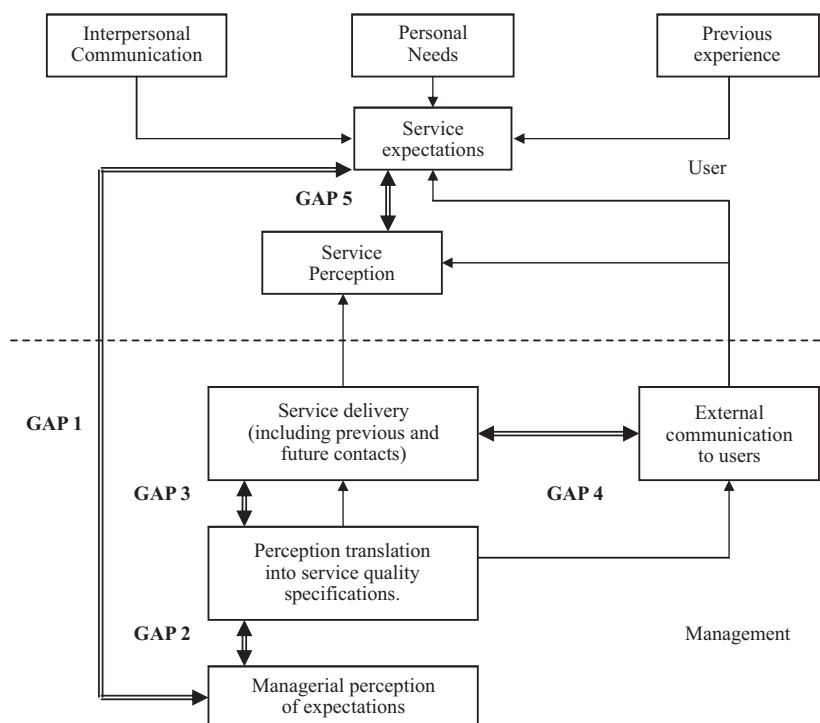 Interpersonal
Communication
Personal
Needs
Previous
experience
Service
expectations
User
GAP 5
Service
Perception
GAP 1
Service delivery
(including previous and
future contacts)
External
communication
to users
GAP 3
GAP 4
Perception translation
into service quality
specifications.
GAP 2
Management
Managerial perception
of expectations